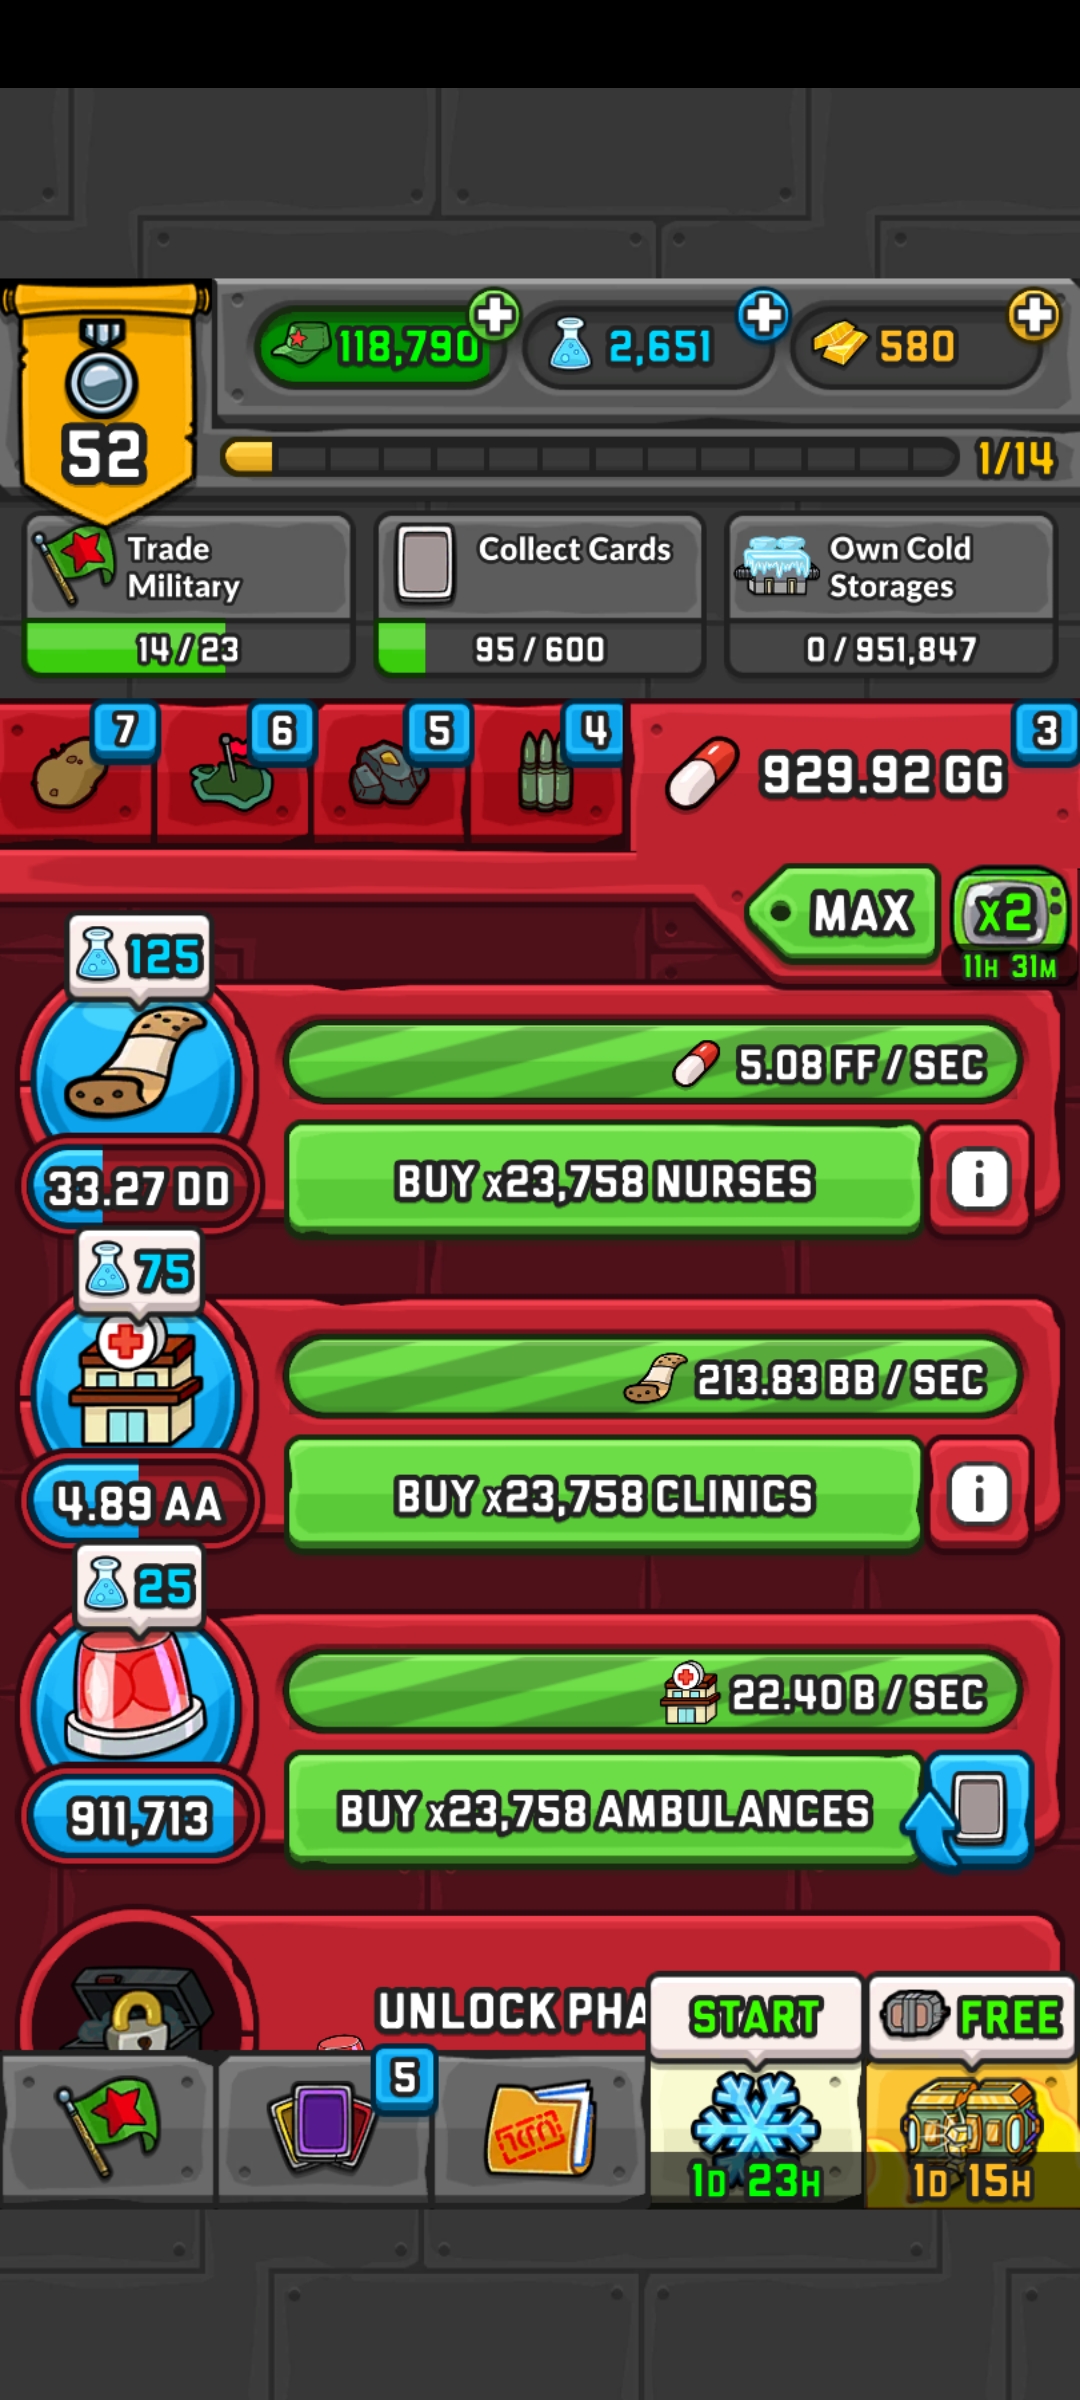 118,790
2,651
580
52
1/14
Trade
Military
14/23
Collect Cards
95/600
Own Cold
Storages
0/951,847
7
6
5
4
3
929.92 GG
MAX
x2
11H 31M
125
5.08 FF / SEC
33.27 DD
BUY x23,758 NURSES
75
213.83 BB / SEC
4.89 AA
BUY x23,758 CLINICS
25
22.40 B / SEC
911,713
BUY x23,758 AMBULANCES
UNLOCK PHA
START
FREE
5
1D 23H
1D 15H